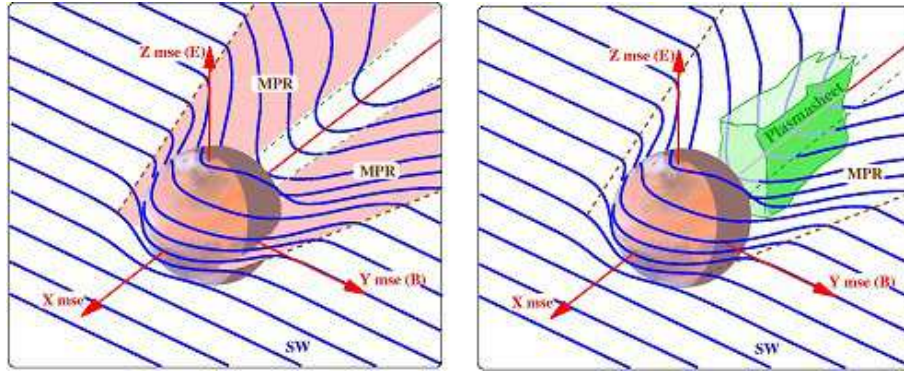 Z mse (E)
MPR
MPR
X mse
Y mse (B)
SW
Z mse (E)
Plasmasheet
MPR
X mse
Y mse (B)
SW